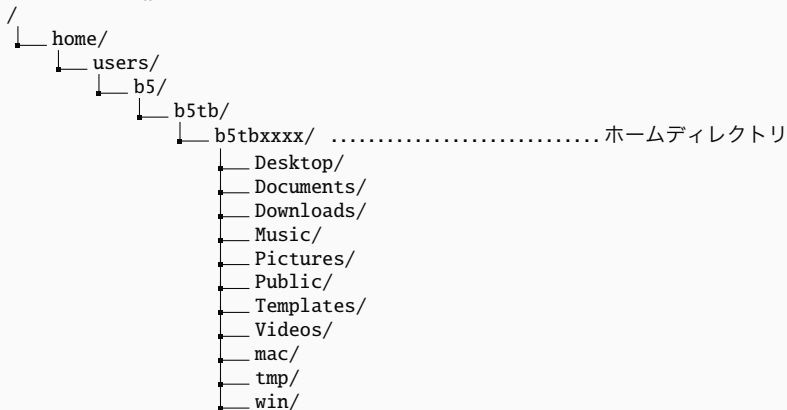 /
home/
users/
b5/
b5tb/
b5tbxxxx/ ............................. ホームディレクトリ
Desktop/
Documents/
Downloads/
Music/
Pictures/
Public/
Templates/
Videos/
mac/
tmp/
win/